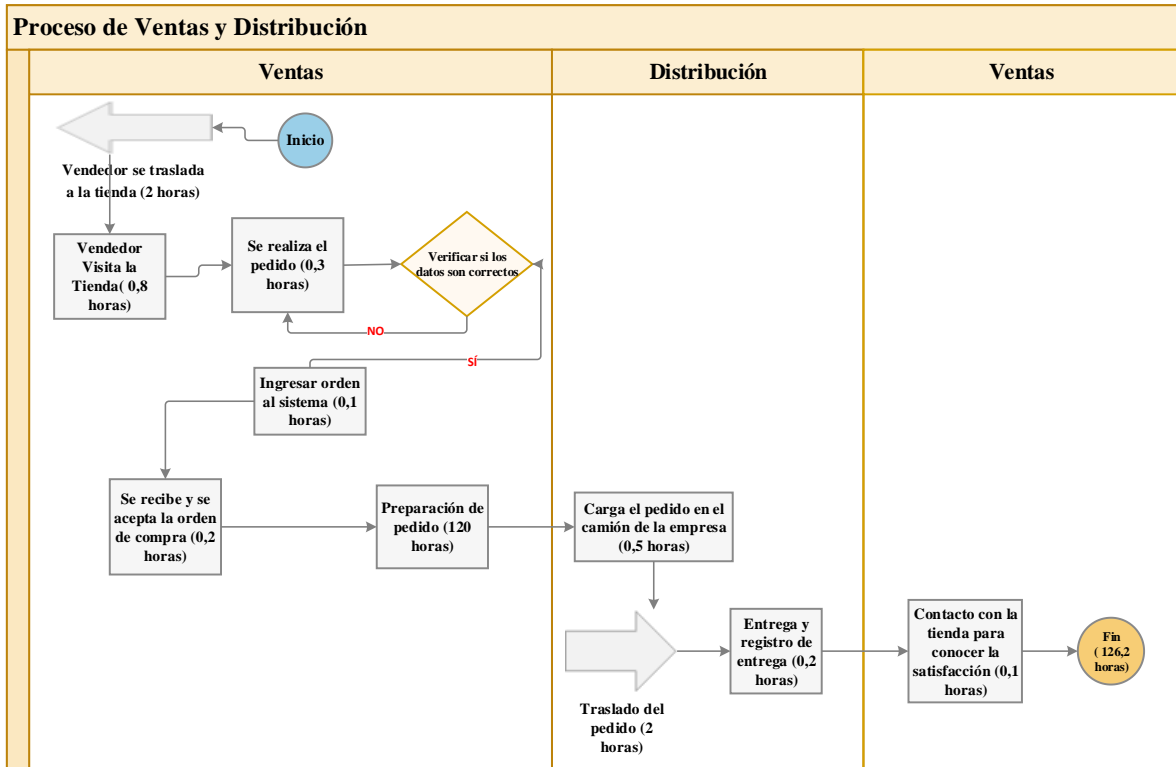 Proceso de Ventas y Distribución
Ventas
Distribución
Ventas
Inicio
Vendedor se traslada
a la tienda (2 horas)
Vendedor
Visita la
Tienda( 0,8
horas)
Se realiza el
pedido (0,3
horas)
Verificar si los
datos son correctos
NO
SÍ
Ingresar orden
al sistema (0,1
horas)
Se recibe y se
acepta la orden
de compra (0,2
horas)
Preparación de
pedido (120
horas)
Carga el pedido en el
camión de la empresa
(0,5 horas)
Traslado del
pedido (2
horas)
Entrega y
registro de
entrega (0,2
horas)
Contacto con la
tienda para
conocer la
satisfacción (0,1
horas)
Fin
( 126,2
horas)